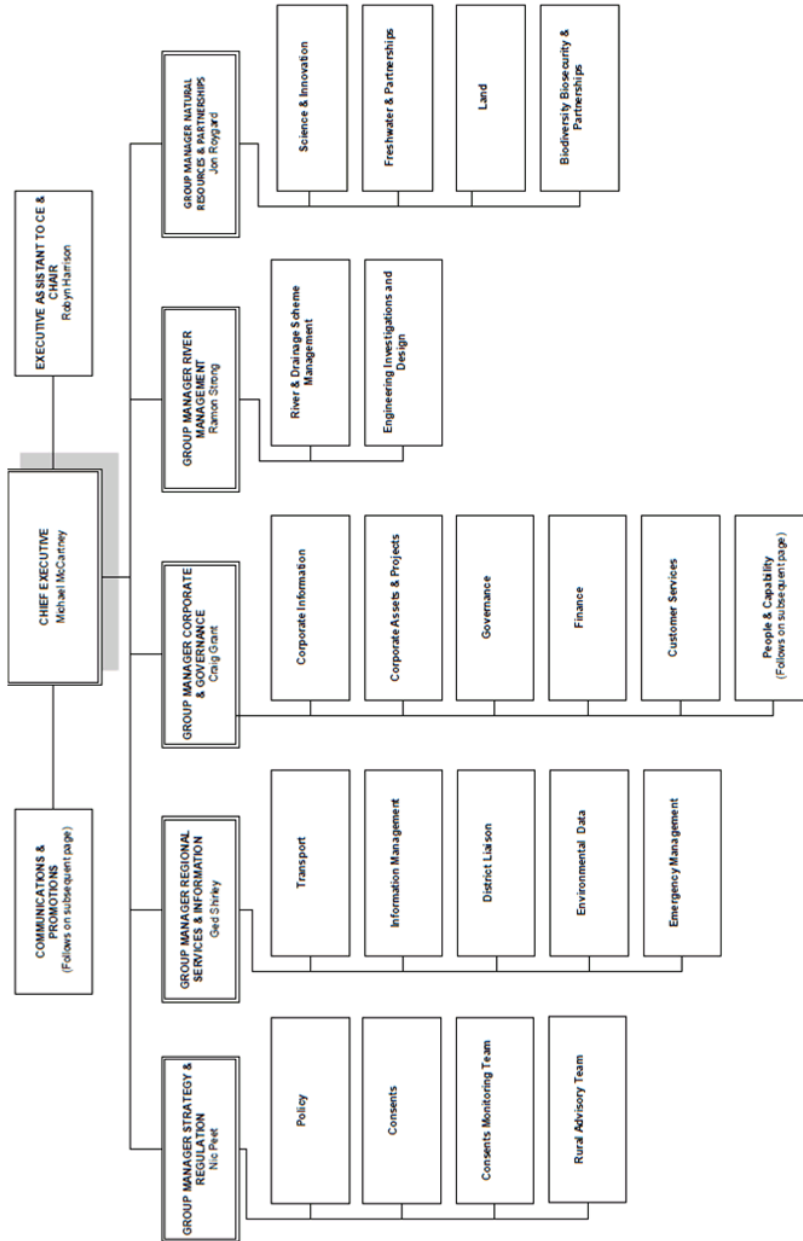 CHIEF EXECUTIVE
Michael McCartney
COMMUNICATIONS &
PROMOTIONS
(Follows on subsequent page)
EXECUTIVE ASSISTANT TO CE &
CHAIR
Robyn Harrison
GROUP MANAGER STRATEGY &
REGULATION
Nic Peet
Policy
Consents
Consents Monitoring Team
Rural Advisory Team
GROUP MANAGER REGIONAL
SERVICES & INFORMATION
Ged Shirley
Transport
Information Management
District Liaison
Environmental Data
Emergency Management
GROUP MANAGER CORPORATE
& GOVERNANCE
Craig Grant
Corporate Information
Corporate Assets & Projects
Governance
Finance
Customer Services
People & Capability
(Follows on subsequent page)
GROUP MANAGER RIVER
MANAGEMENT
Ramon Strong
River & Drainage Scheme
Management
Engineering Investigations and
Design
GROUP MANAGER NATURAL
RESOURCES & PARTNERSHIPS
Jon Roygard
Science & Innovation
Freshwater & Partnerships
Land
Biodiversity Biosecurity &
Partnerships